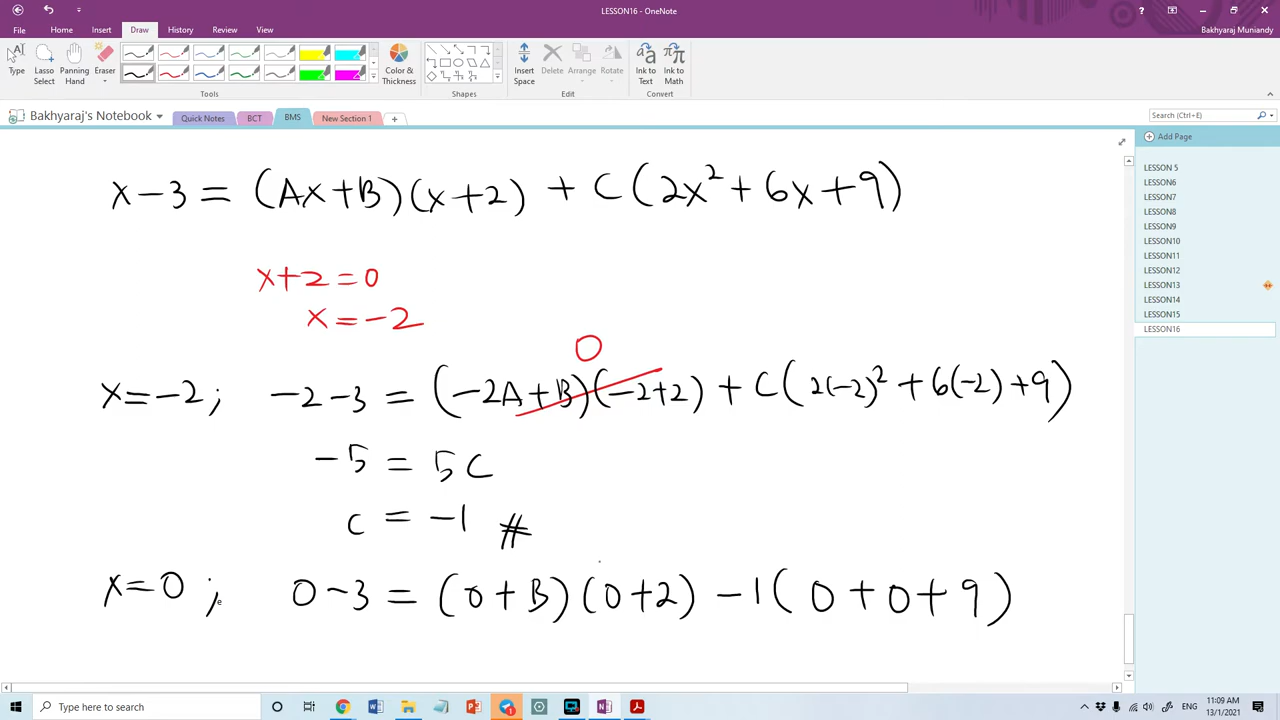 LESSON16 - OneNote
File Home Insert Draw History Review View
Bakhyaraj Muniandy
Type Lasso Select Panning Hand Eraser Color & Thickness Insert Space Delete Arrange Rotate Ink to Text Ink to Math
Tools Shapes Edit Convert
Bakhyaraj's Notebook Quick Notes BCT BMS New Section 1 Search (Ctrl+E)
Add Page
LESSON 5
LESSON6
LESSON7
LESSON8
LESSON9
LESSON10
LESSON11
LESSON12
LESSON13
LESSON14
LESSON15
LESSON16
x-3 = (Ax+B)(x+2) + C(2x²+6x+9)
x+2=0
x=-2
0
x=-2; -2-3 = (-2A+B)(-2+2) + C(2(-2)²+6(-2)+9)
-5 = 5C
C = -1 #
x=0; 0-3 = (0+B)(0+2) -1(0+0+9)
Type here to search
ENG
11:09 AM
13/1/2021